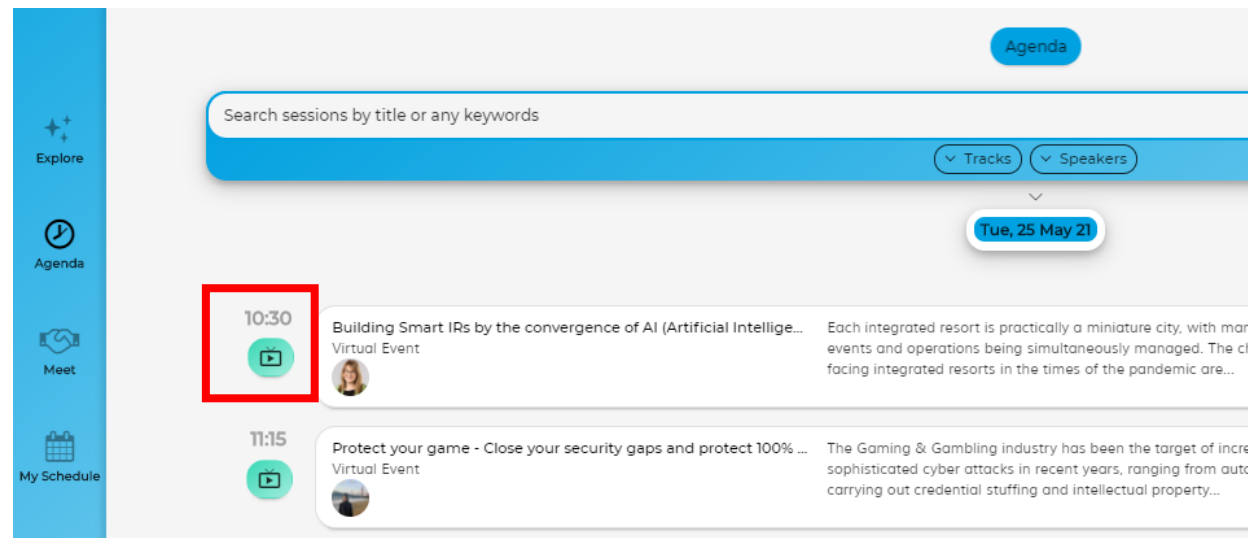 Agenda
Search sessions by title or any keywords
Tracks
Speakers
Tue, 25 May 21
Explore
Agenda
Meet
My Schedule
10:30
Building Smart IRs by the convergence of AI (Artificial Intellige...
Virtual Event
Each integrated resort is practically a miniature city, with
events and operations being simultaneously managed. The
facing integrated resorts in the times of the pandemic are...
11:15
Protect your game - Close your security gaps and protect 100% ...
Virtual Event
The Gaming & Gambling industry has been the target of
sophisticated cyber attacks in recent years, ranging from
carrying out credential stuffing and intellectual property...